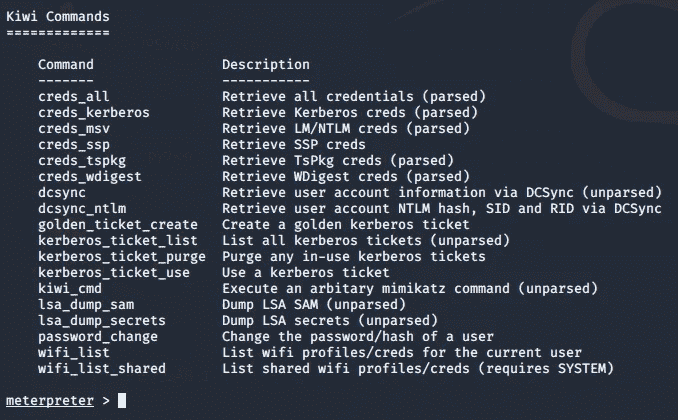 Kiwi Commands
=============
Command Description
------- -----------
creds_all Retrieve all credentials (parsed)
creds_kerberos Retrieve Kerberos creds (parsed)
creds_msv Retrieve LM/NTLM creds (parsed)
creds_ssp Retrieve SSP creds
creds_tspkg Retrieve TsPkg creds (parsed)
creds_wdigest Retrieve WDigest creds (parsed)
dcsync Retrieve user account information via DCSync (unparsed)
dcsync_ntlm Retrieve user account NTLM hash, SID and RID via DCSync
golden_ticket_create Create a golden kerberos ticket
kerberos_ticket_list List all kerberos tickets (unparsed)
kerberos_ticket_purge Purge any in-use kerberos tickets
kerberos_ticket_use Use a kerberos ticket
kiwi_cmd Execute an arbitary mimikatz command (unparsed)
lsa_dump_sam Dump LSA SAM (unparsed)
lsa_dump_secrets Dump LSA secrets (unparsed)
password_change Change the password/hash of a user
wifi_list List wifi profiles/creds for the current user
wifi_list_shared List shared wifi profiles/creds (requires SYSTEM)
meterpreter >